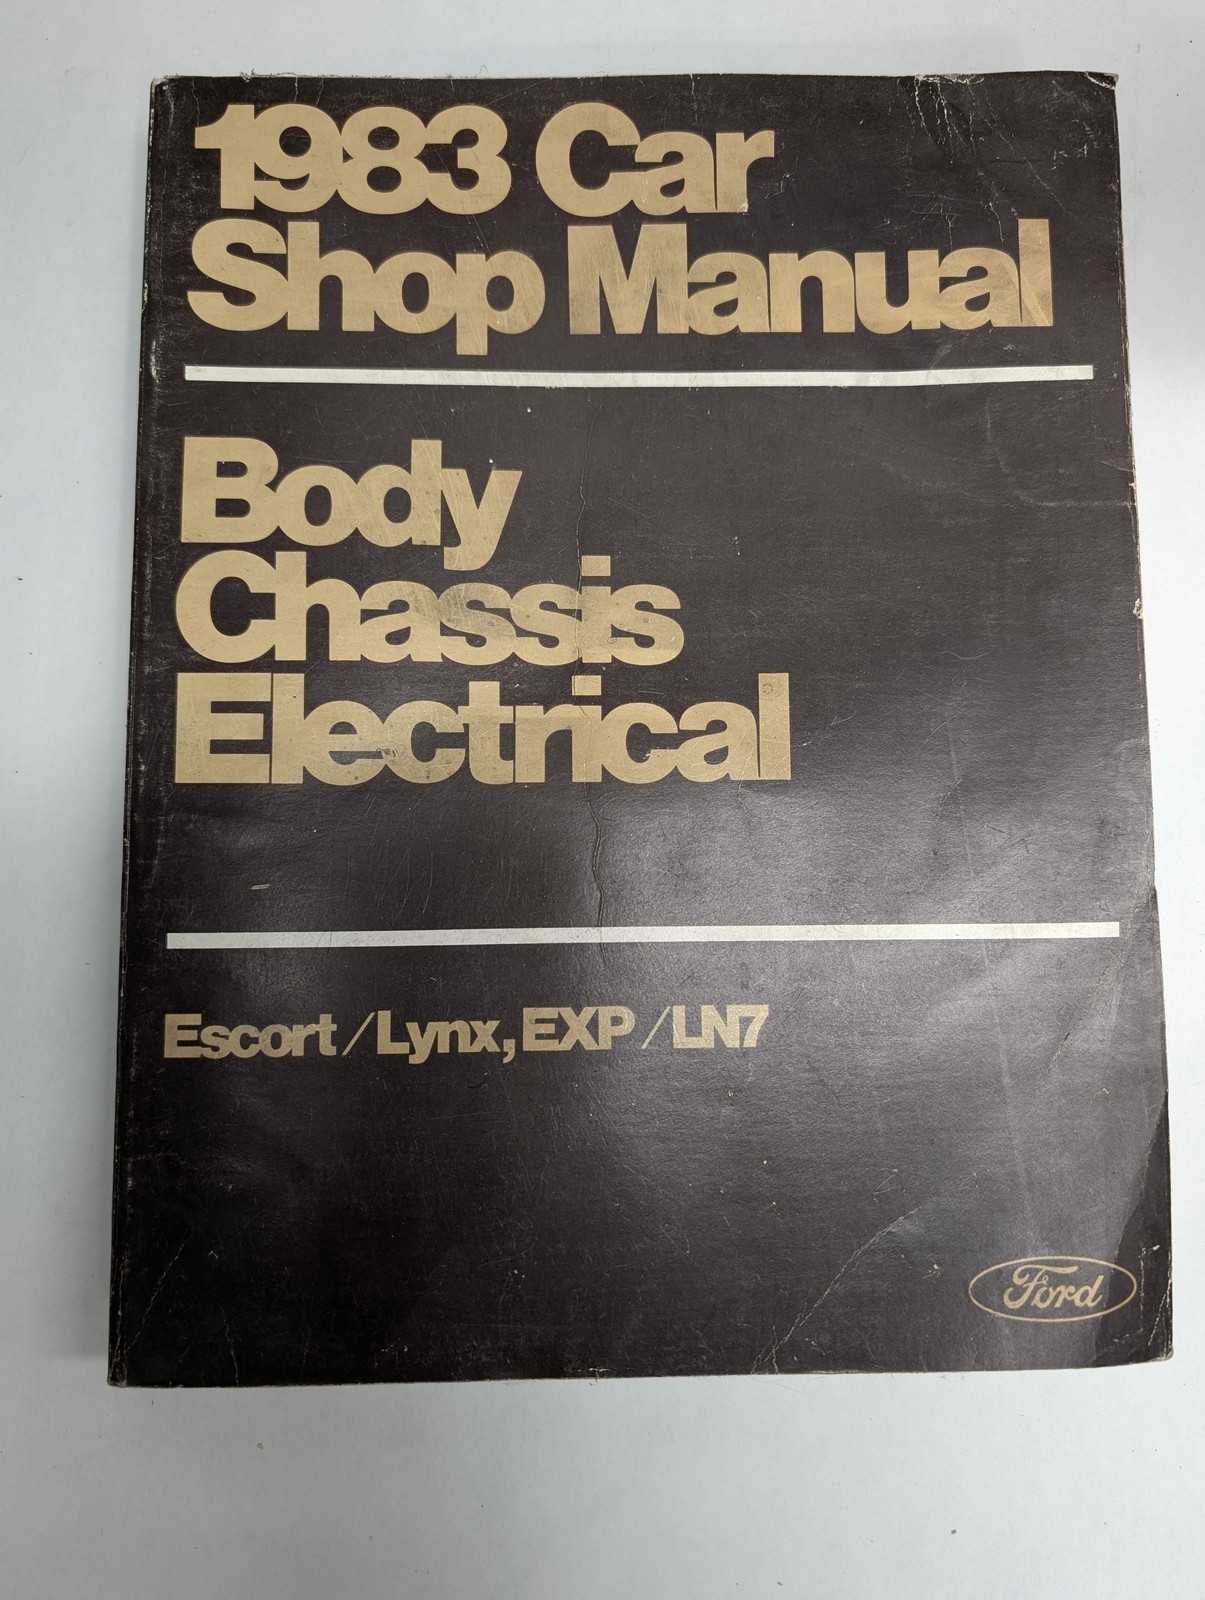 1983 Car
Shop Manual
Body
Chassis
Electrical
Escort/Lynx, EXP/LN7
Ford